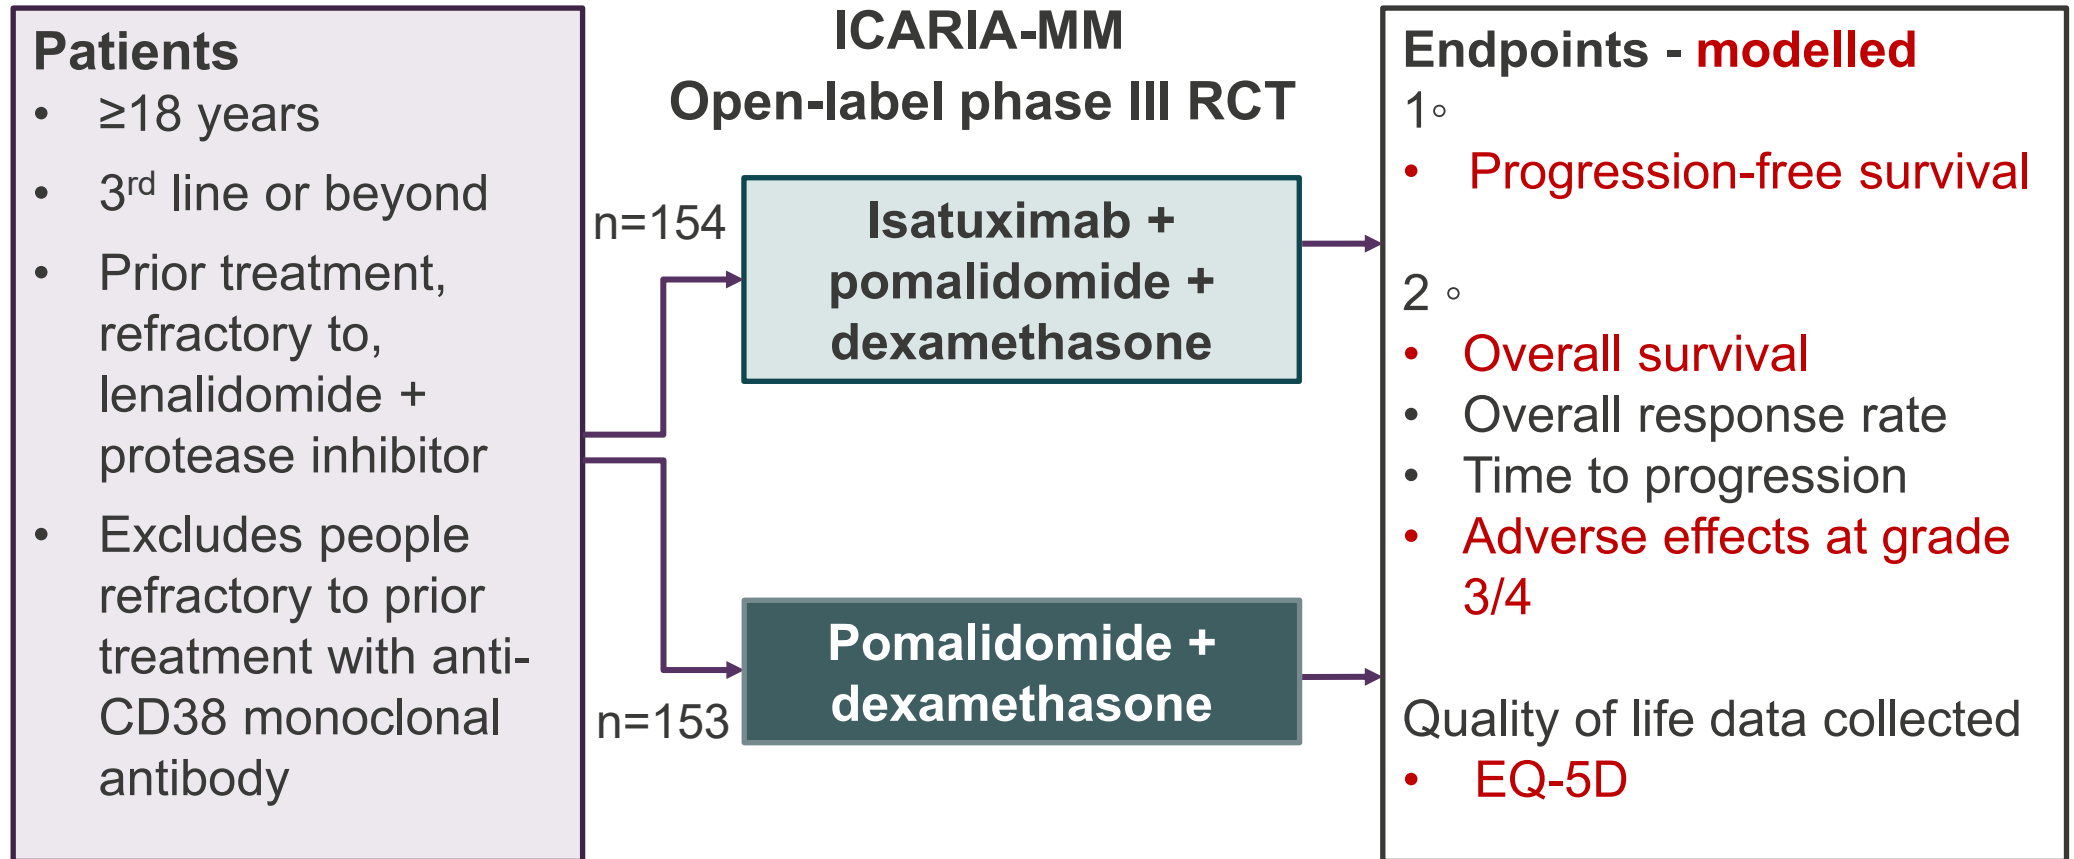 Patients
• ≥18 years
• 3rd line or beyond
• Prior treatment,
refractory to,
lenalidomide +
protease inhibitor
• Excludes people
refractory to prior
treatment with anti-
CD38 monoclonal
antibody
ICARIA-MM
Open-label phase III RCT
n=154
Isatuximab +
pomalidomide +
dexamethasone
n=153
Pomalidomide +
dexamethasone
Endpoints - modelled
1◦
• Progression-free survival
2 ◦
• Overall survival
• Overall response rate
• Time to progression
• Adverse effects at grade
3/4
Quality of life data collected
• EQ-5D